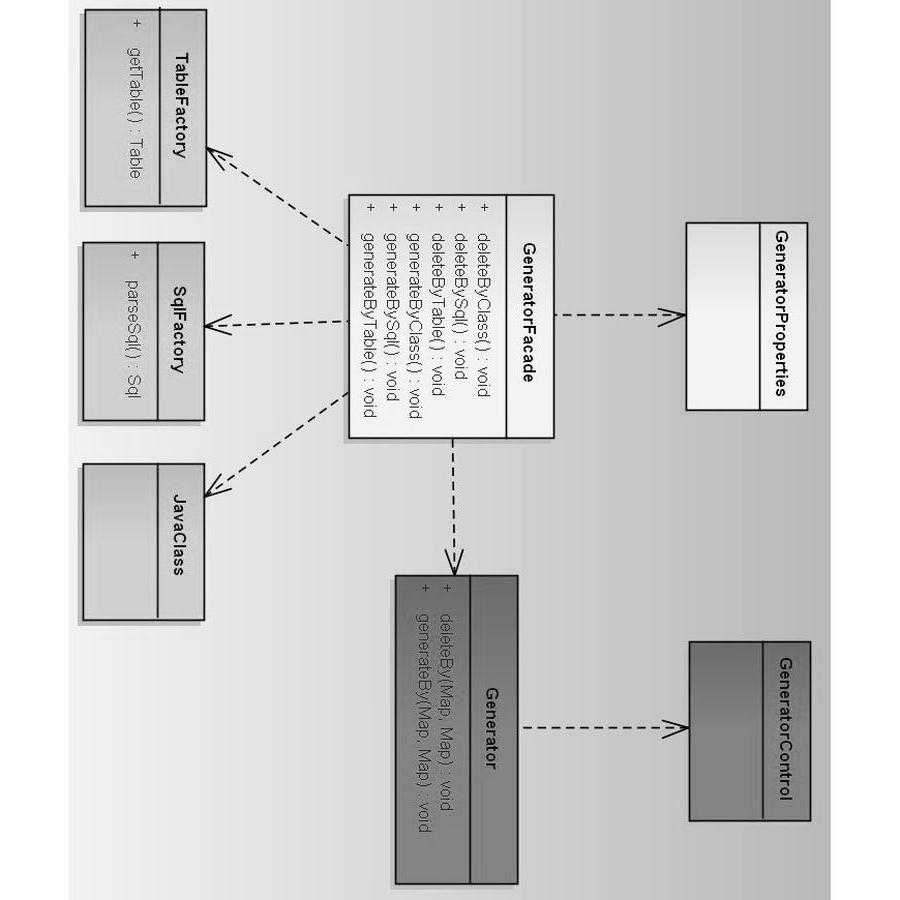 GeneratorProperties
GeneratorControl
GeneratorFacade
+ deleteByClass() : void
+ deleteBySql() : void
+ deleteByTable() : void
+ generateByClass() : void
+ generateBySql() : void
+ generateByTable() : void
Generator
+ deleteBy(Map, Map) : void
+ generateBy(Map, Map) : void
TableFactory
+ getTable() : Table
SqlFactory
+ parseSql() : Sql
JavaClass